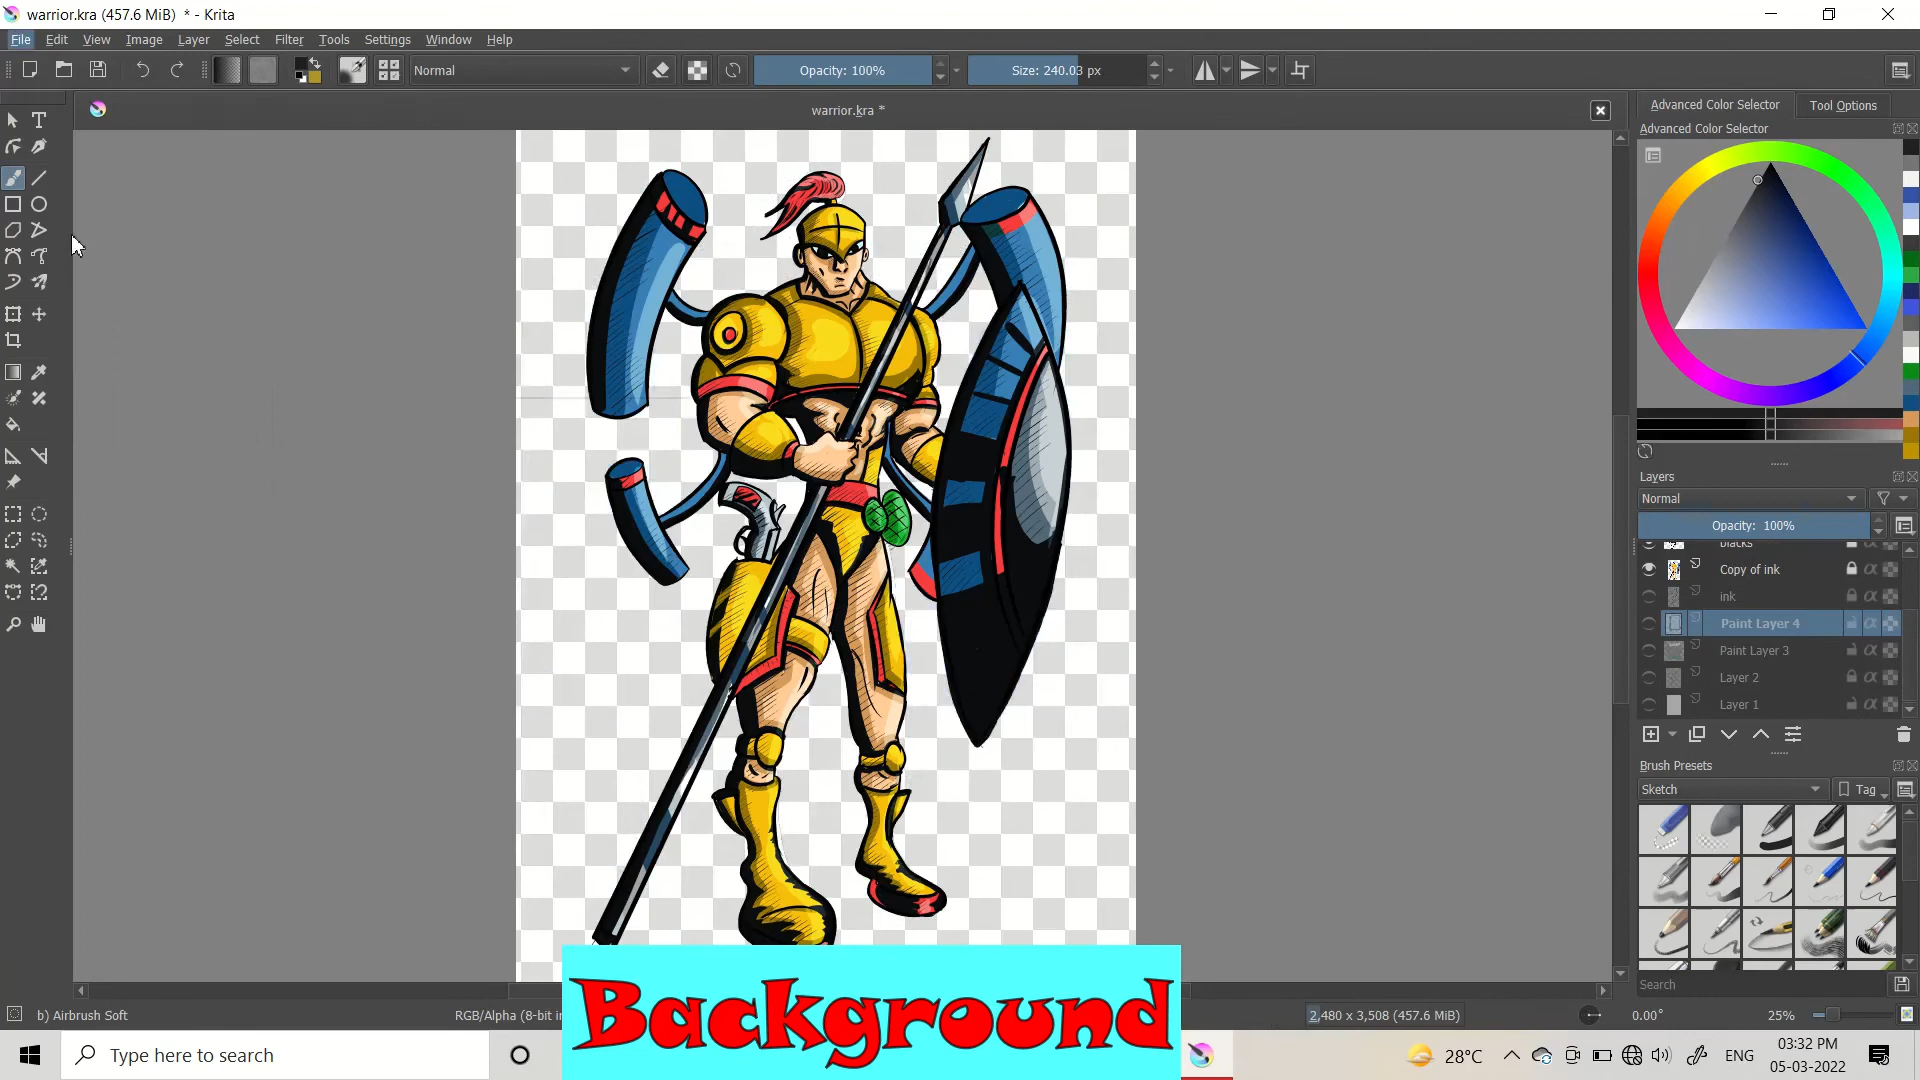 warrior.kra (457.6 MiB) * - Krita
File Edit View Image Layer Select Filter Tools Settings Window Help
Normal
Opacity: 100%
Size: 240.03 px
warrior.kra *
Advanced Color Selector
Tool Options
Advanced Color Selector
Layers
Normal
Opacity: 100%
blacks
Copy of ink
ink
Paint Layer 4
Paint Layer 3
Layer 2
Layer 1
Brush Presets
Sketch
Tag
Search
b) Airbrush Soft
RGB/Alpha (8-bit in
2,480 x 3,508 (457.6 MiB)
0.00°
25%
Background
Type here to search
28°C
ENG
03:32 PM
05-03-2022